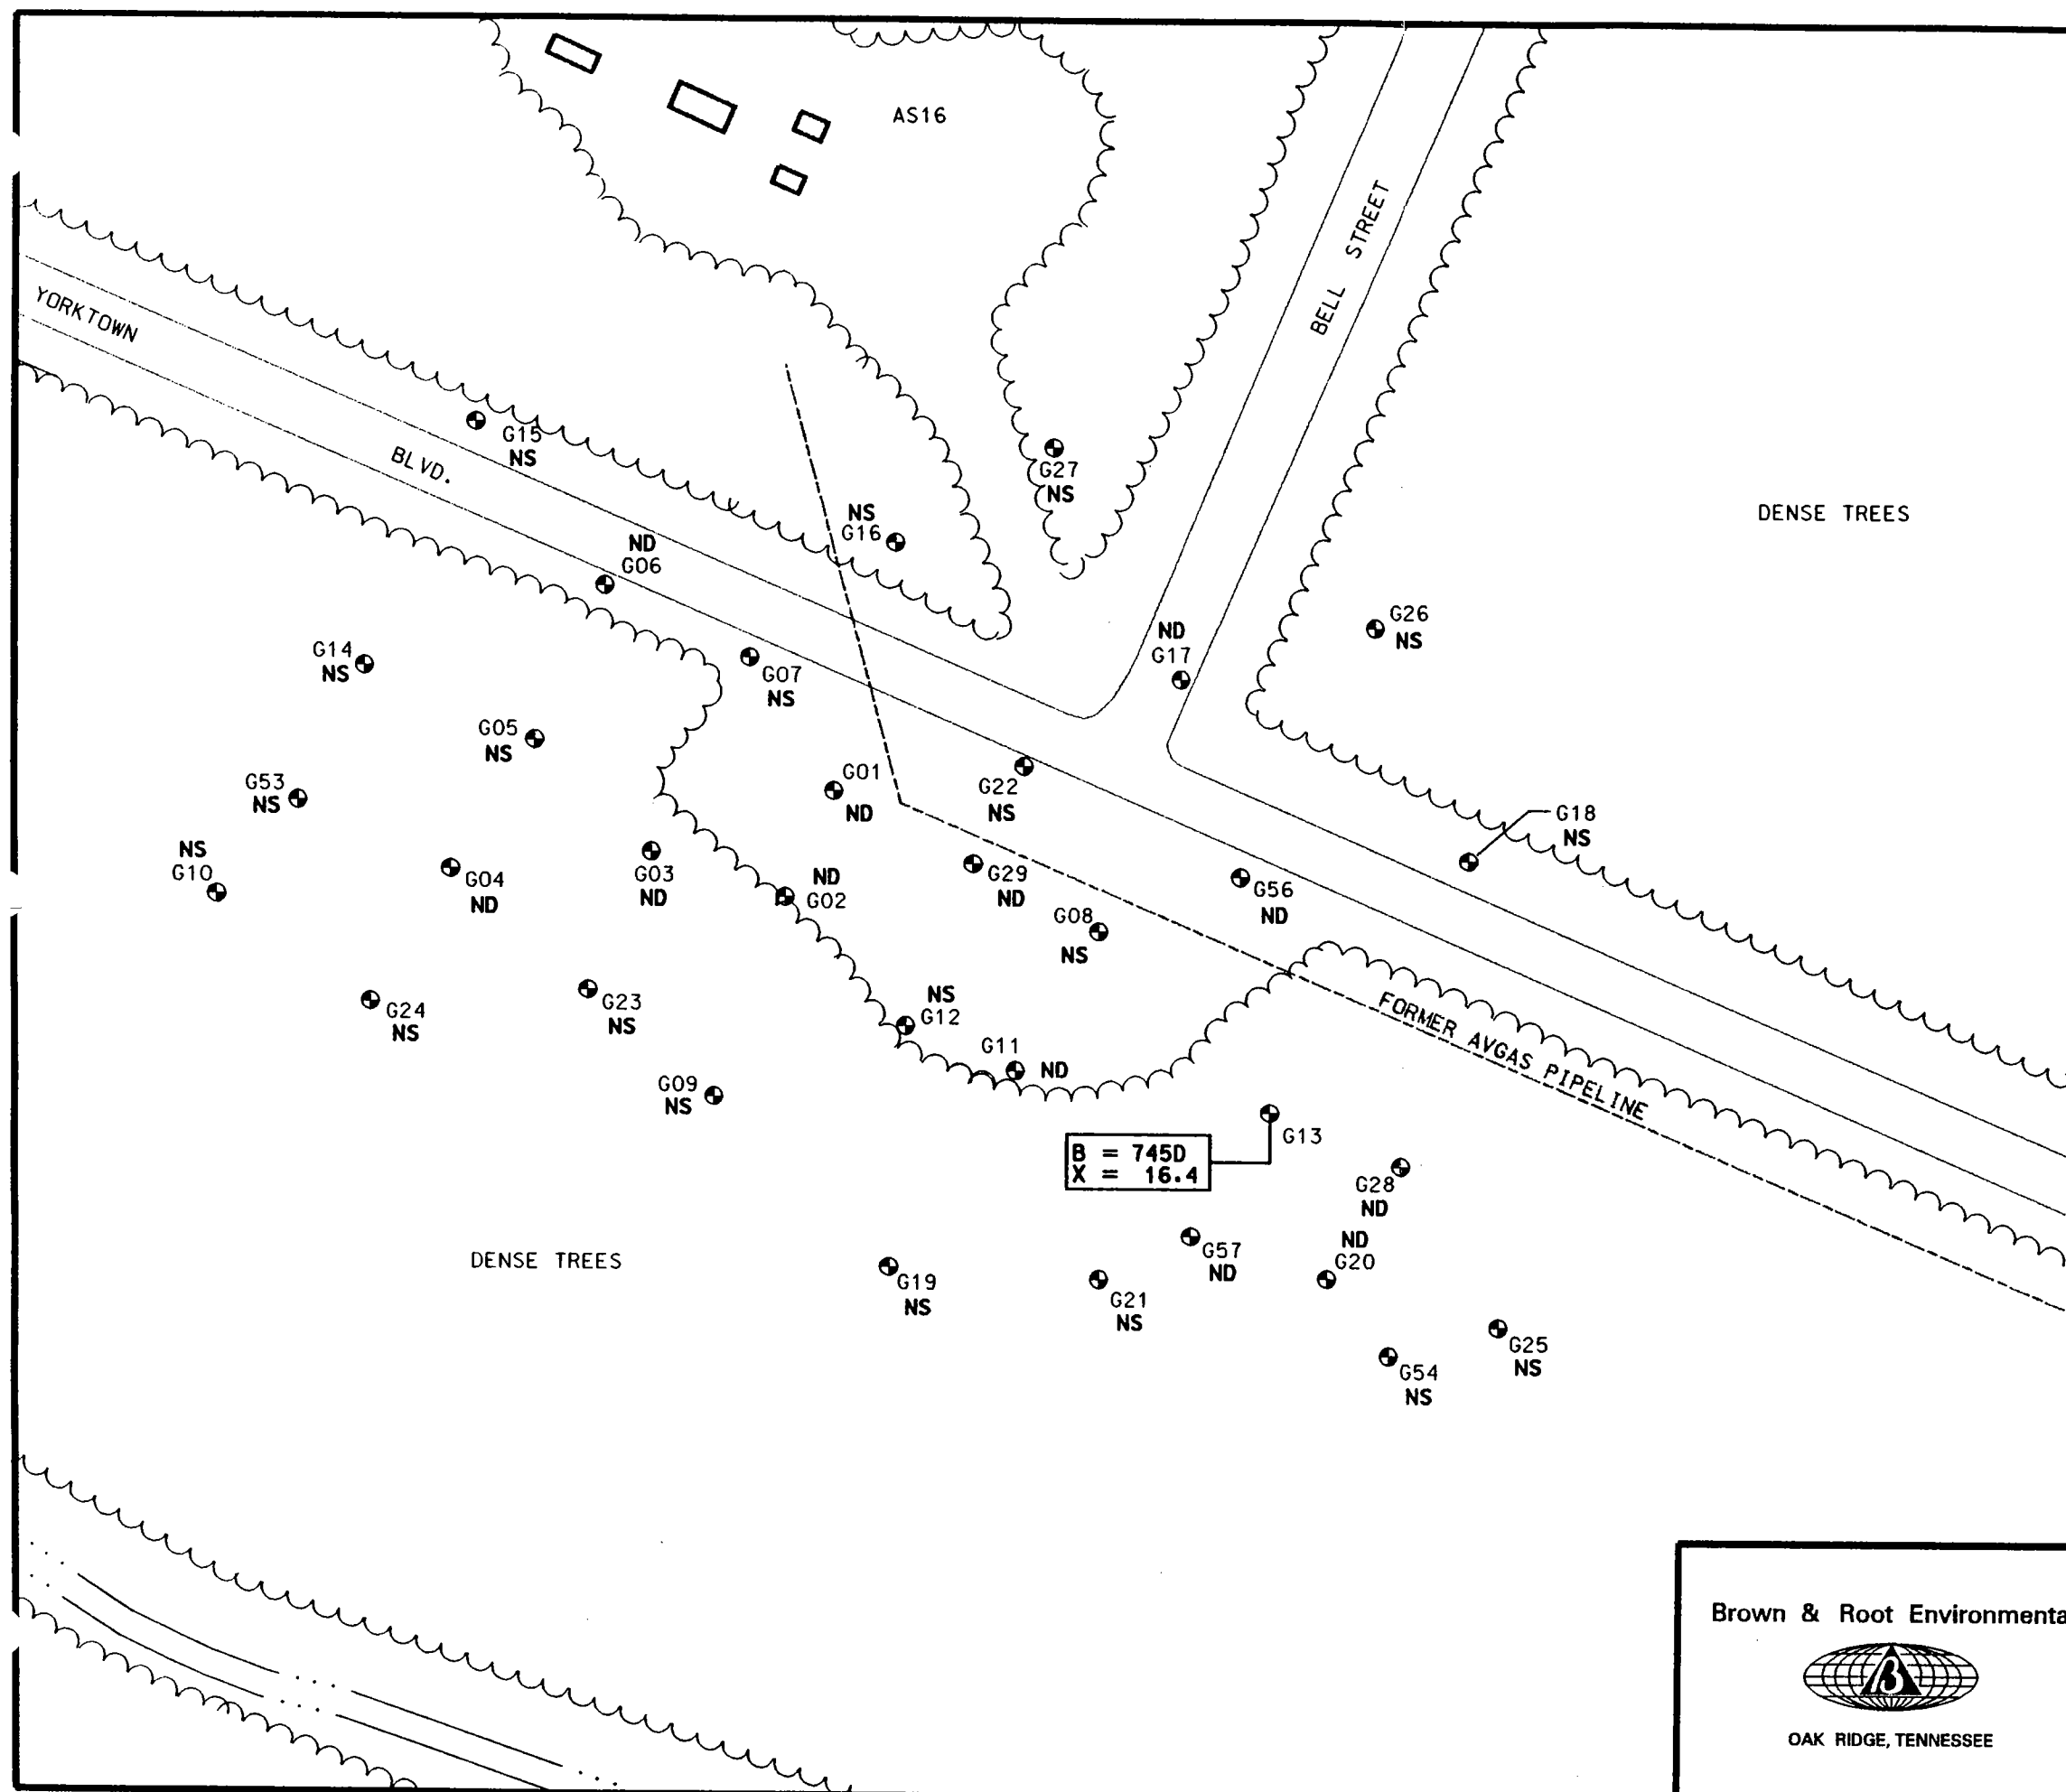 AS16
BELL STREET
YORKTOWN
BLVD.
G15
NS
G27
NS
NS
G16
DENSE TREES
ND
G06
G26
NS
ND
G17
G14
NS
G07
NS
G05
NS
G53
NS
G01
ND
G22
NS
G18
NS
NS
G10
G04
ND
G03
ND
ND
G02
G29
ND
G56
ND
G08
NS
G24
NS
G23
NS
NS
G12
FORMER AVGAS PIPELINE
G11
ND
G09
NS
G13
B = 745D
X = 16.4
G28
ND
ND
G20
G57
ND
DENSE TREES
G19
NS
G21
NS
G25
NS
G54
NS
Brown & Root Environmenta
B
OAK RIDGE, TENNESSEE